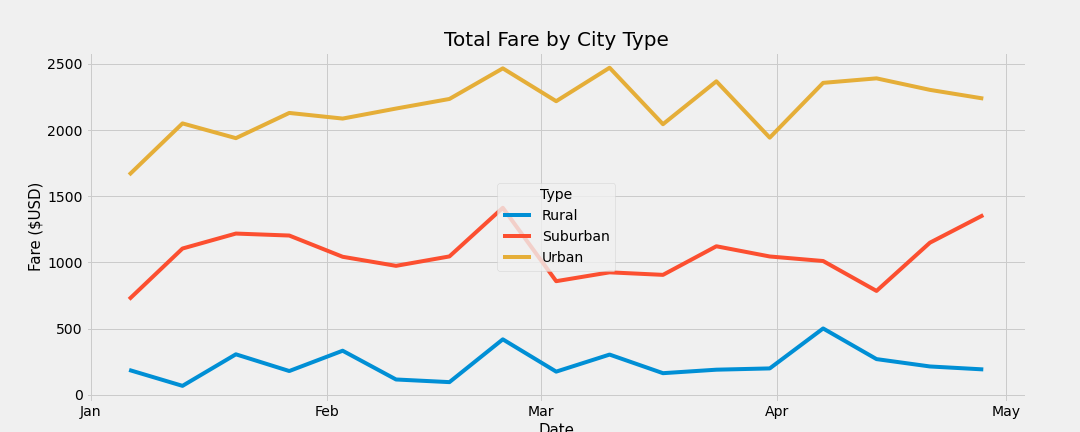 Total Fare by City Type
Fare ($USD)
2500
2000
1500
1000
500
0
Type
Rural
Suburban
Urban
Jan Feb Mar Apr May
Date